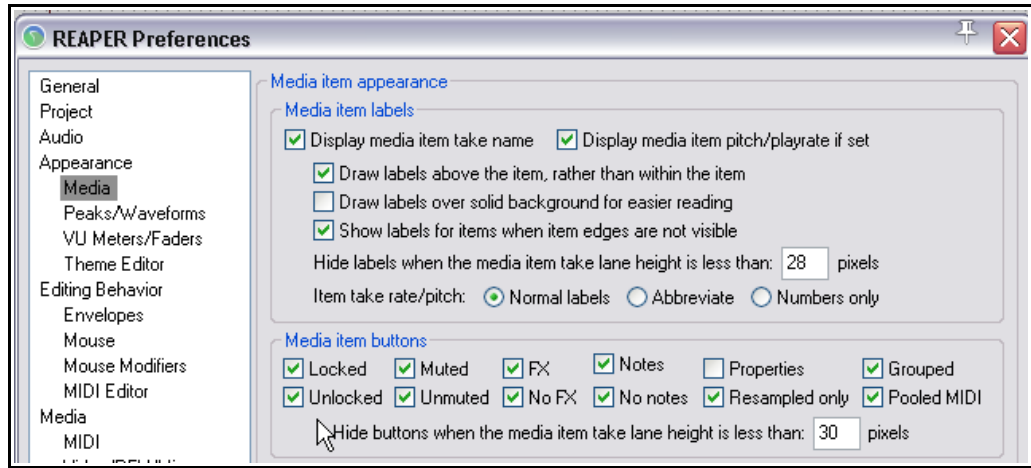 REAPER Preferences
General
Project
Audio
Appearance
Media
Peaks/Waveforms
VU Meters/Faders
Theme Editor
Editing Behavior
Envelopes
Mouse
Mouse Modifiers
MIDI Editor
Media
MIDI
Media item appearance
Media item labels
Display media item take name Display media item pitch/playrate if set
Draw labels above the item, rather than within the item
Draw labels over solid background for easier reading
Show labels for items when item edges are not visible
Hide labels when the media item take lane height is less than: 28 pixels
Item take rate/pitch: Normal labels Abbreviate Numbers only
Media item buttons
Locked Muted FX Notes Properties Grouped
Unlocked Unmuted No FX No notes Resampled only Pooled MIDI
Hide buttons when the media item take lane height is less than: 30 pixels